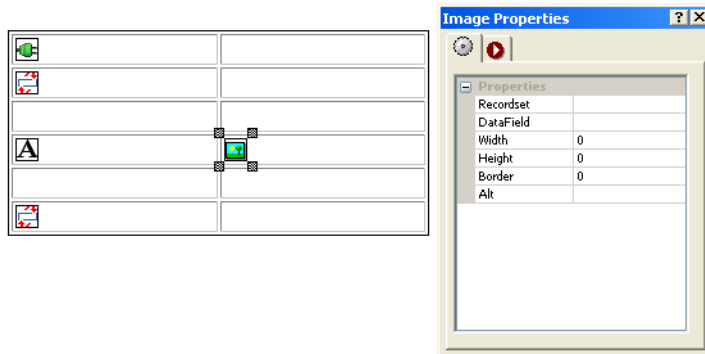 Image Properties
A
Properties
Recordset
DataField
Width 0
Height 0
Border 0
Alt